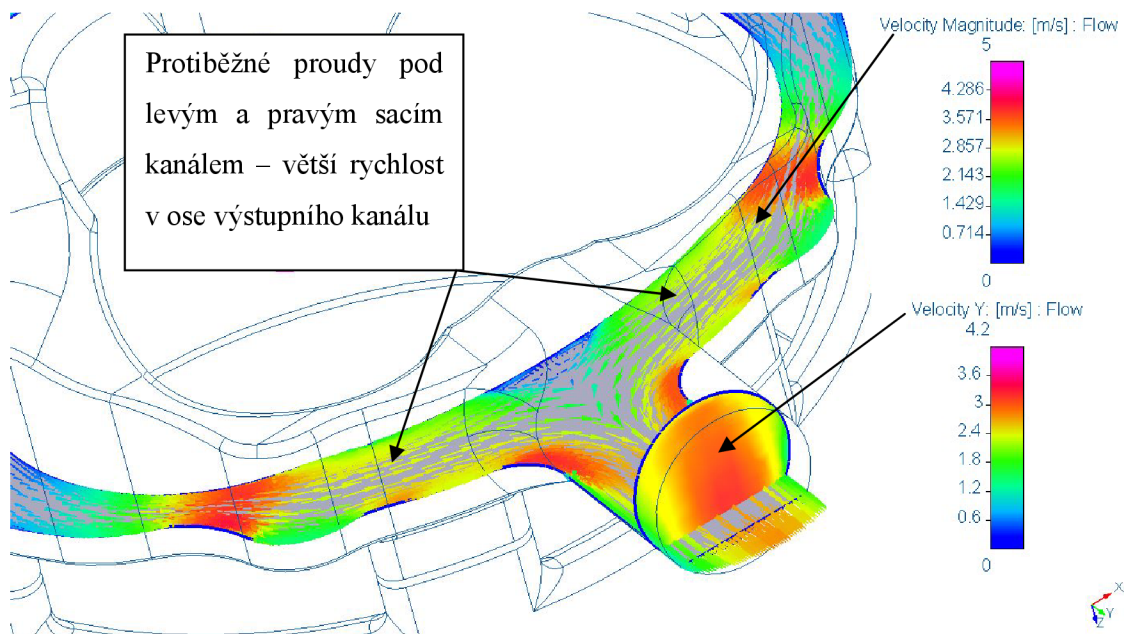 Protiběžné proudy pod
levým a pravým sacím
kanálem – větší rychlost
v ose výstupního kanálu
Velocity Magnitude: [m/s] : Flow
5
4.286
3.571
2.857
2.143
1.429
0.714
0
Velocity Y: [m/s] : Flow
4.2
3.6
3
2.4
1.8
1.2
0.6
0
X
Y
Z